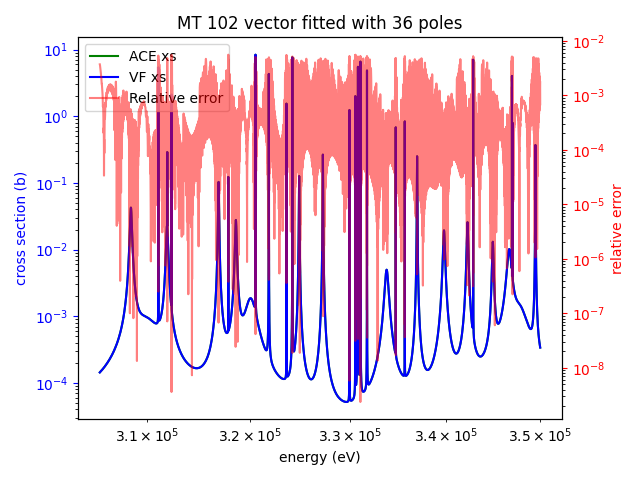 MT 102 vector fitted with 36 poles
ACE xs
VF xs
Relative error
cross section (b)
10¹
10⁰
10⁻¹
10⁻²
10⁻³
10⁻⁴
10⁻²
10⁻³
10⁻⁴
10⁻⁵
10⁻⁶
10⁻⁷
10⁻⁸
relative error
3.1 × 10⁵ 3.2 × 10⁵ 3.3 × 10⁵ 3.4 × 10⁵ 3.5 × 10⁵
energy (eV)